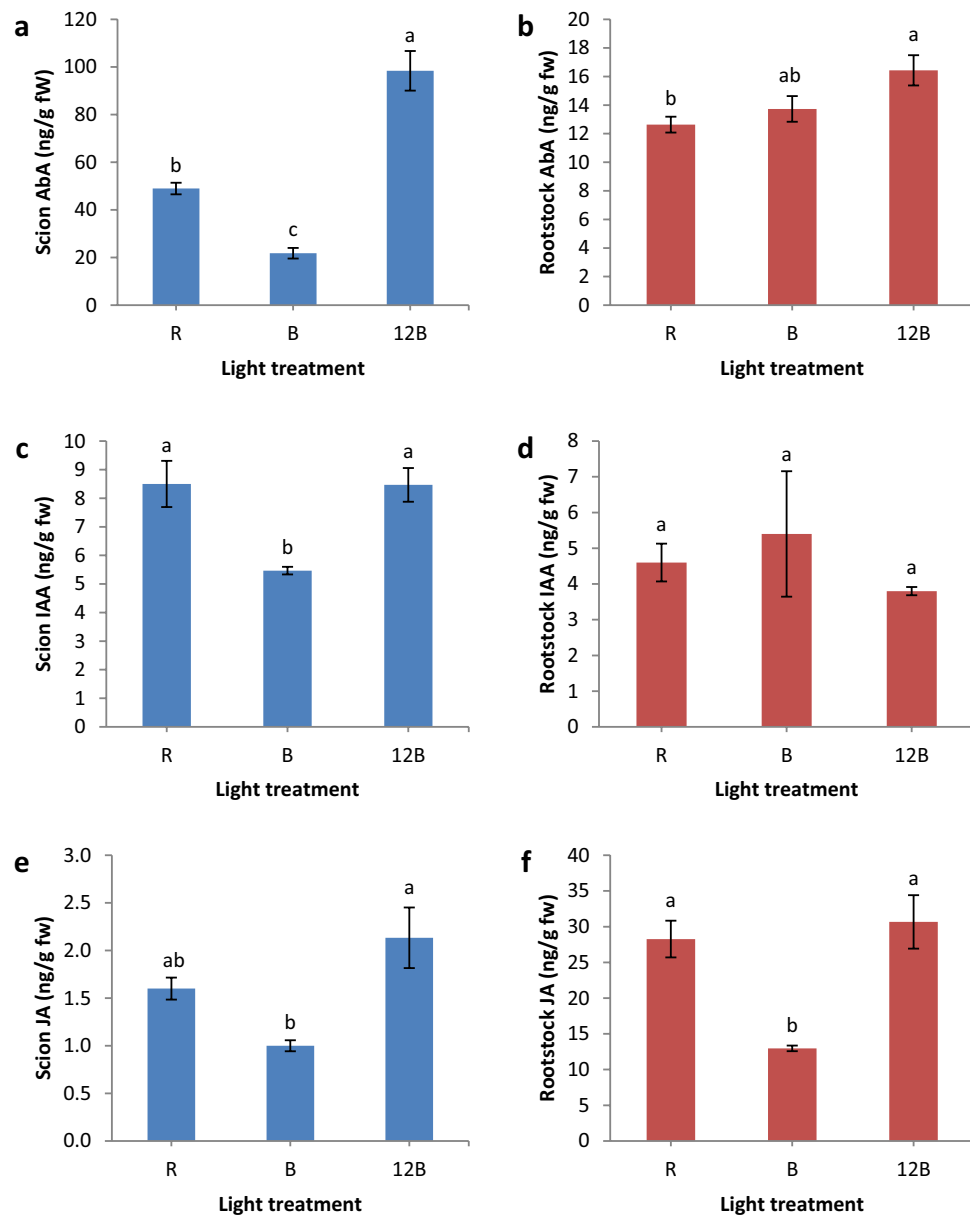 a
Scion AbA (ng/g fW)
120
100
80
60
40
20
0
b
c
a
R B 12B
Light treatment
b
Rootstock AbA (ng/g fw)
20
18
16
14
12
10
8
6
4
2
0
b
ab
a
R B 12B
Light treatment
c
Scion IAA (ng/g fw)
10
9
8
7
6
5
4
3
2
1
0
a
b
a
R B 12B
Light treatment
d
Rootstock IAA (ng/g fw)
8
7
6
5
4
3
2
1
0
a
a
a
R B 12B
Light treatment
e
Scion JA (ng/g fw)
3.0
2.5
2.0
1.5
1.0
0.5
0.0
ab
b
a
R B 12B
Light treatment
f
Rootstock JA (ng/g fw)
40
35
30
25
20
15
10
5
0
a
b
a
R B 12B
Light treatment